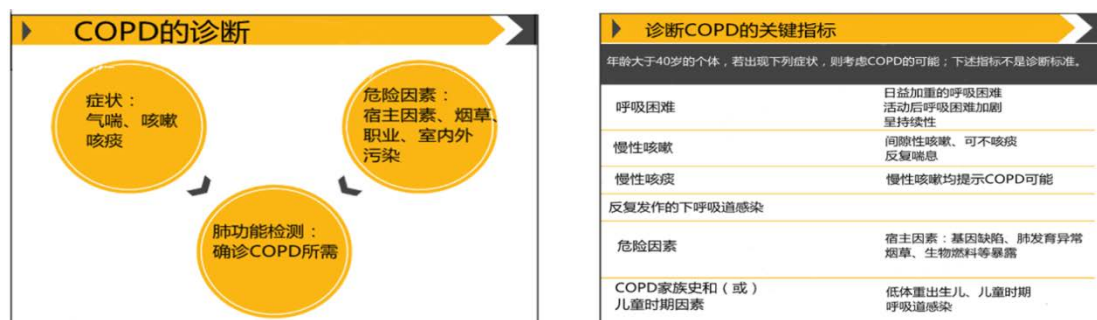 COPD的诊断
症状：
气喘、咳嗽
咳痰
危险因素：
宿主因素、烟草、
职业、室内外
污染
肺功能检测：
确诊COPD所需
诊断COPD的关键指标
年龄大于40岁的个体，若出现下列症状，则考虑COPD的可能；下述指标不是诊断标准。
呼吸困难
日益加重的呼吸困难
活动后呼吸困难加剧
呈持续性
慢性咳嗽
间隙性咳嗽、可不咳痰
反复喘息
慢性咳痰
慢性咳嗽均提示COPD可能
反复发作的下呼吸道感染
危险因素
宿主因素：基因缺陷、肺发育异常
烟草、生物燃料等暴露
COPD家族史和（或）
儿童时期因素
低体重出生儿、儿童时期
呼吸道感染